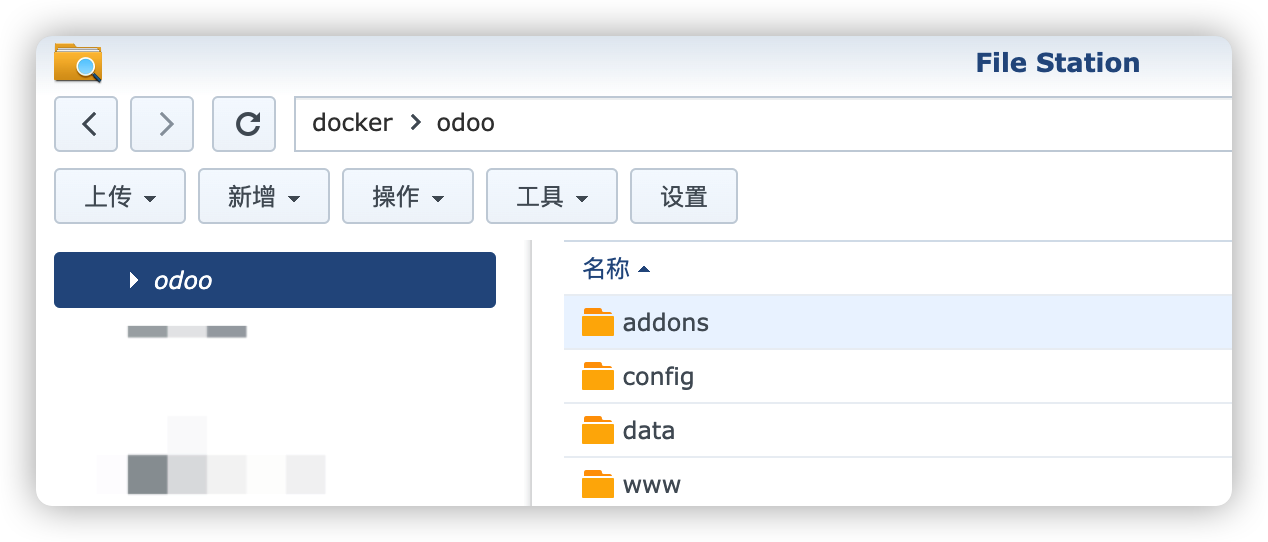 File Station
docker > odoo
上传 新增 操作 工具 设置
odoo
名称
addons
config
data
www